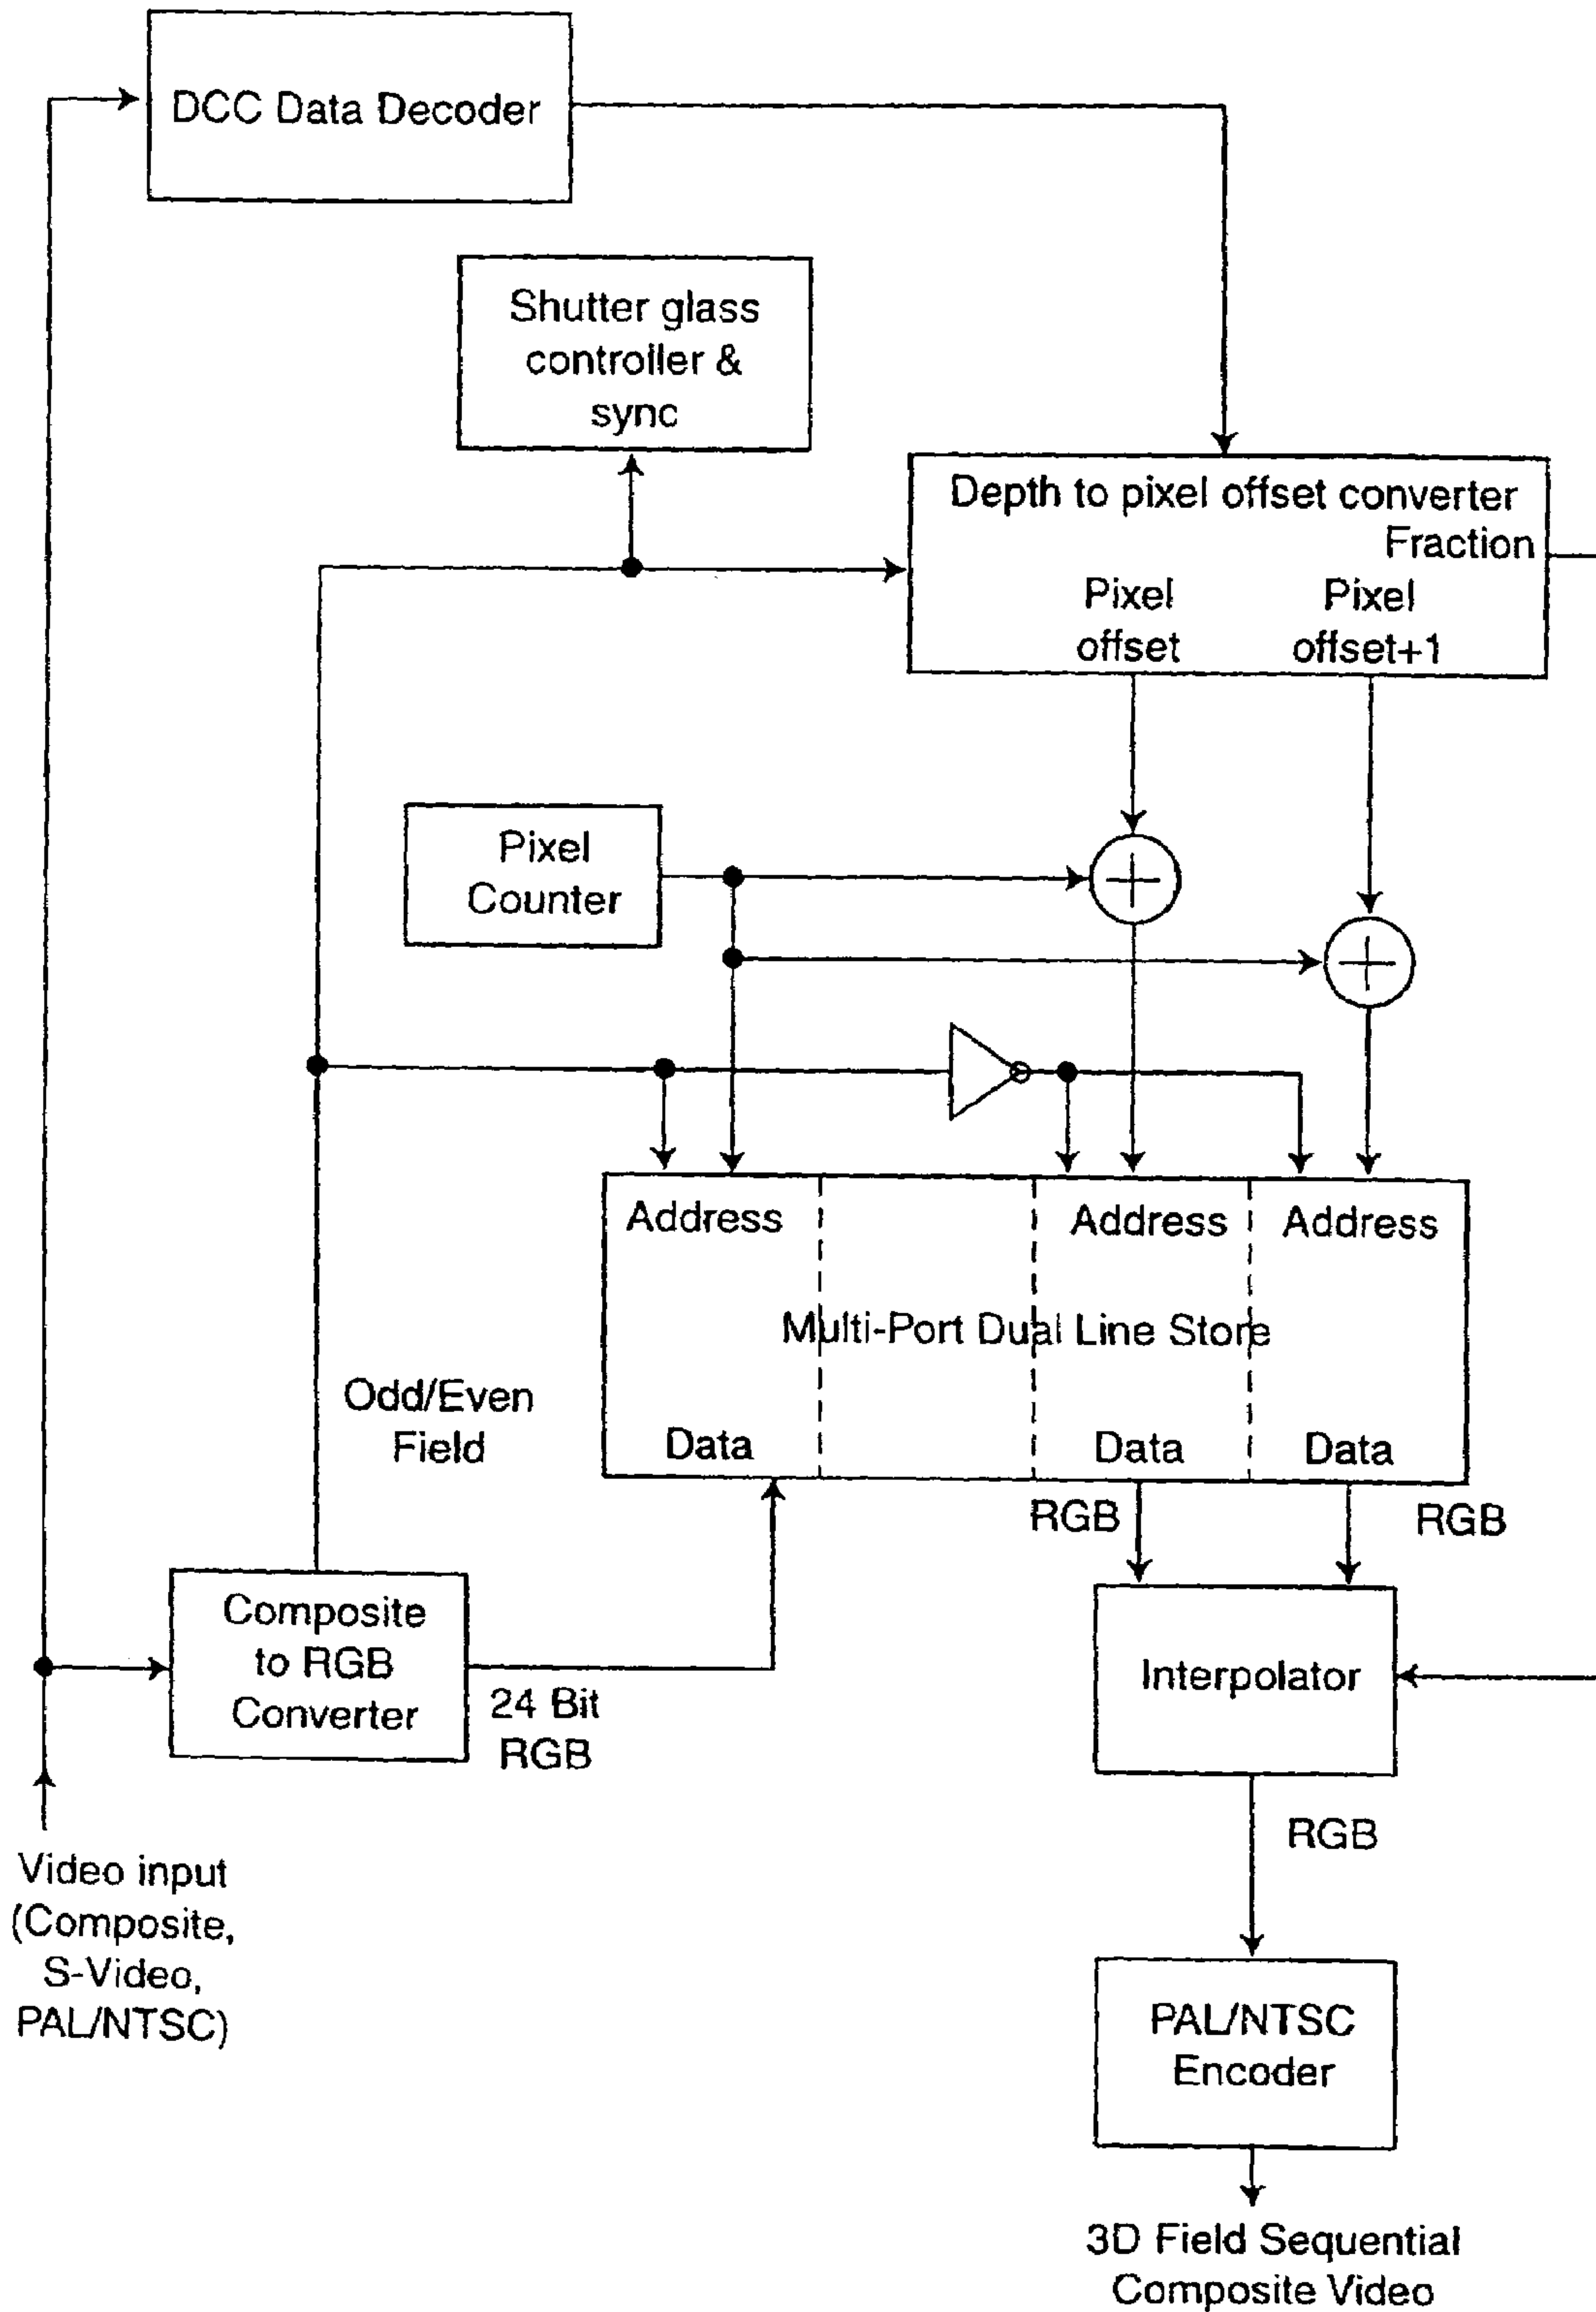 DCC Data Decoder
Shutter glass
controller &
sync
Depth to pixel offset converter
Fraction
Pixel
offset
Pixel
offset+1
Pixel
Counter
Address
Address
Address
Multi-Port Dual Line Store
Odd/Even
Field
Data
Data
Data
RGB
RGB
Composite
to RGB
Converter
24 Bit
RGB
Interpolator
RGB
Video input
(Composite,
S-Video,
PAL/NTSC)
PAL/NTSC
Encoder
3D Field Sequential
Composite Video